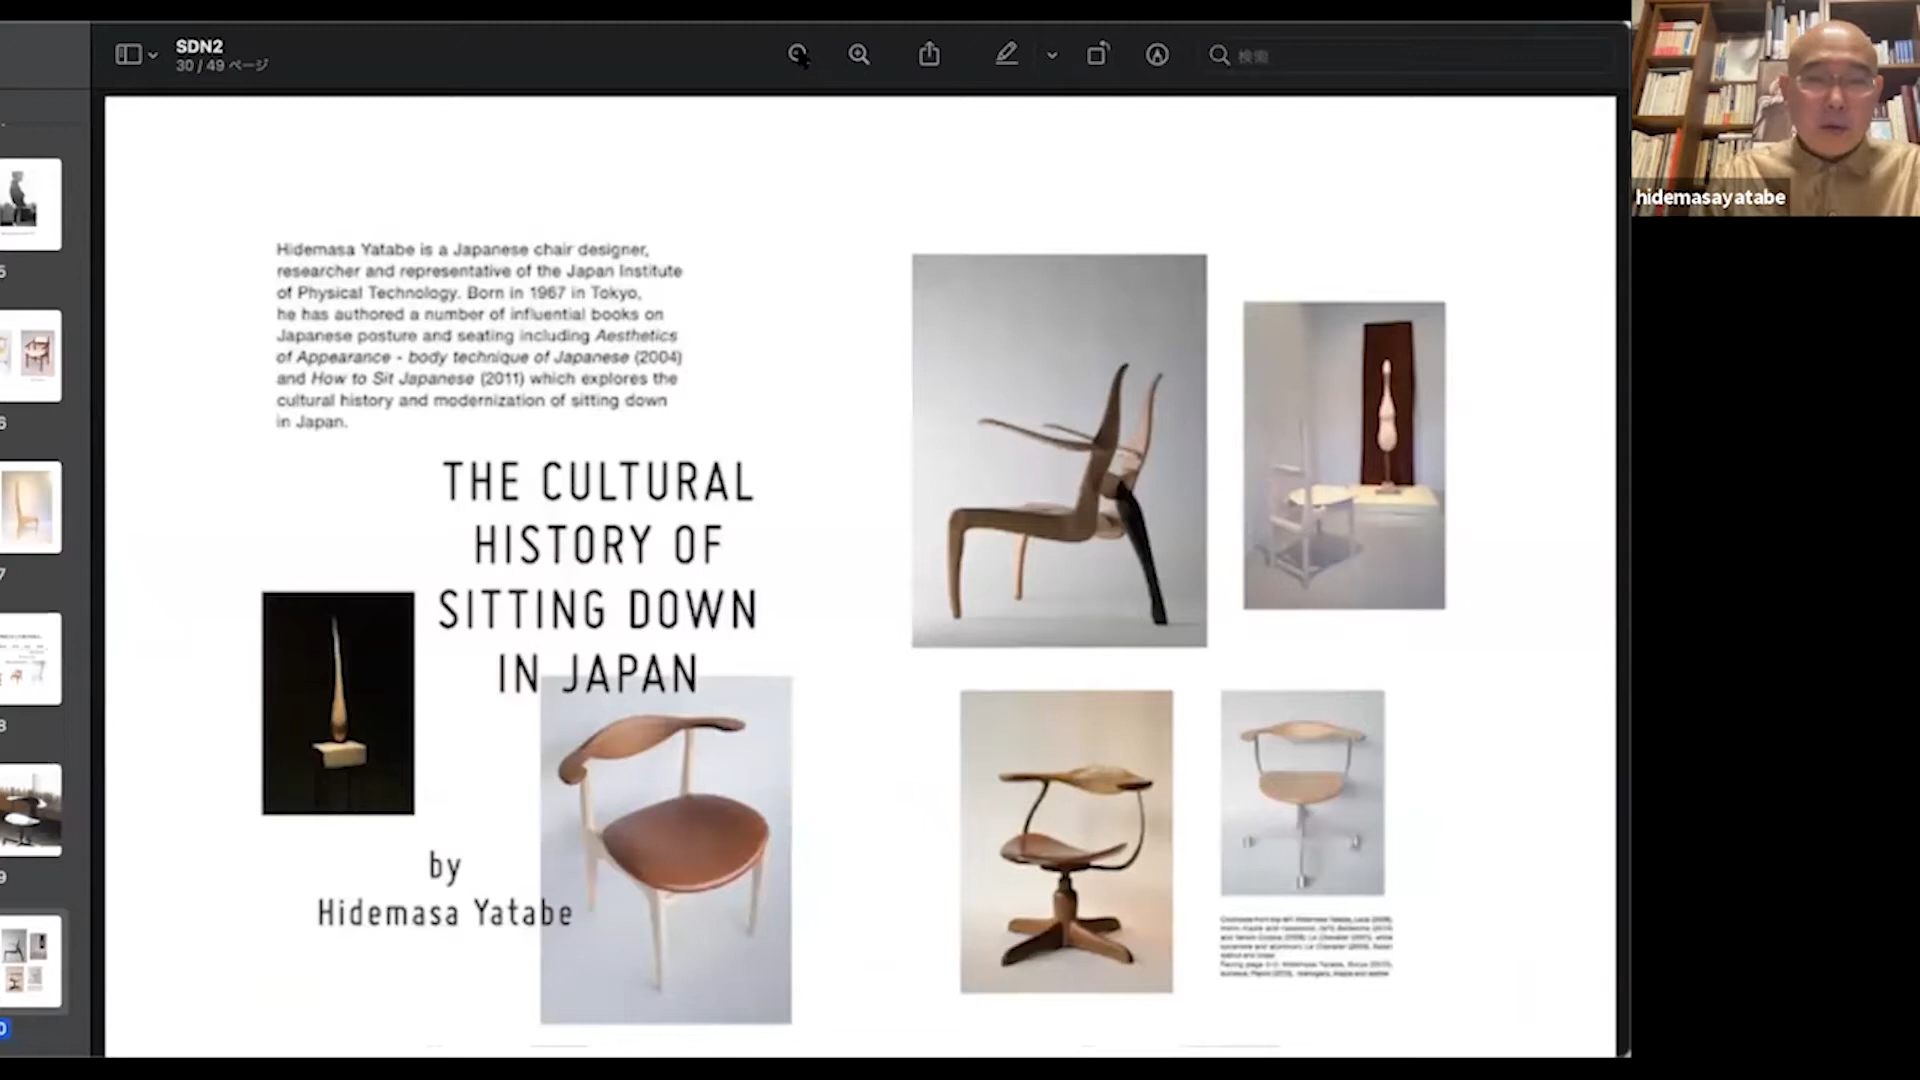 SDN2
30 / 49 ページ
検索
hidemasayatabe
Hidemasa Yatabe is a Japanese chair designer,
researcher and representative of the Japan Institute
of Physical Technology. Born in 1967 in Tokyo,
he has authored a number of influential books on
Japanese posture and seating including Aesthetics
of Appearance - body technique of Japanese (2004)
and How to Sit Japanese (2011) which explores the
cultural history and modernization of sitting down
in Japan.
THE CULTURAL
HISTORY OF
SITTING DOWN
IN JAPAN
by
Hidemasa Yatabe